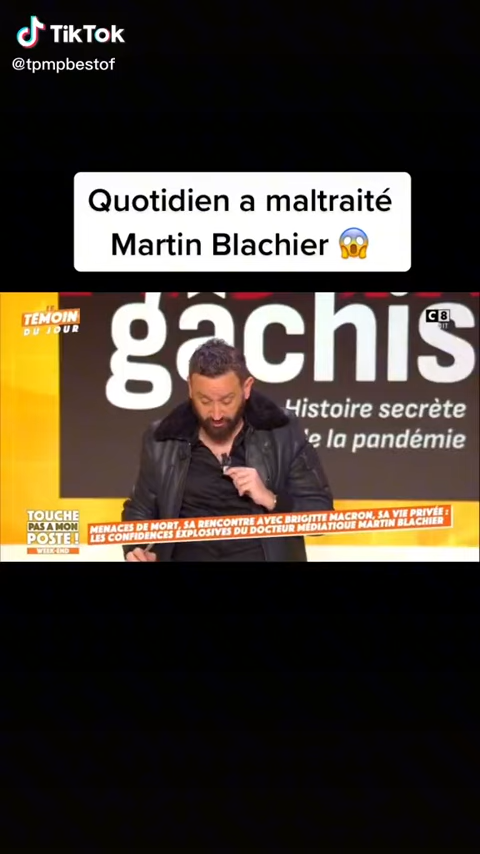 TikTok
@tpmpbestof
Quotidien a maltraité
Martin Blachier 😱
LE
TÉMOIN
DU JOUR
C8
gâchis
Histoire secrète
de la pandémie
TOUCHE
PAS A MON
POSTE !
WEEK-END
MENACES DE MORT, SA RENCONTRE AVEC BRIGITTE MACRON, SA VIE PRIVÉE :
LES CONFIDENCES EXPLOSIVES DU DOCTEUR MÉDIATIQUE MARTIN BLACHIER